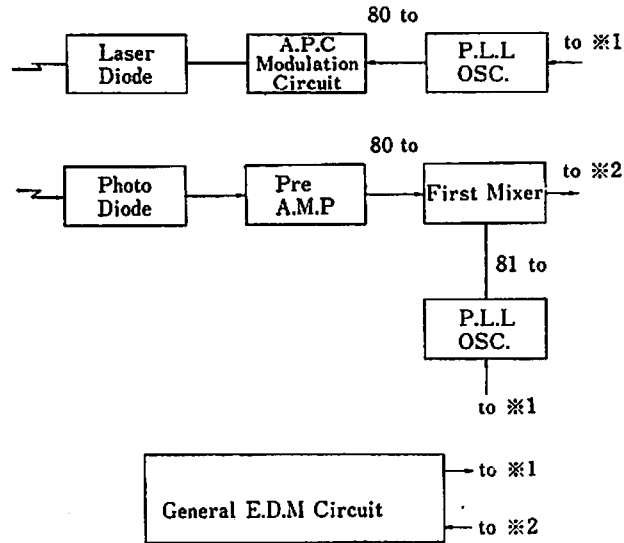 80 to
Laser
Diode
A.P.C
Modulation
Circuit
P.L.L
OSC.
to ※1
80 to
Photo
Diode
Pre
A.M.P
First Mixer
to ※2
81 to
P.L.L
OSC.
to ※1
General E.D.M Circuit
to ※1
to ※2